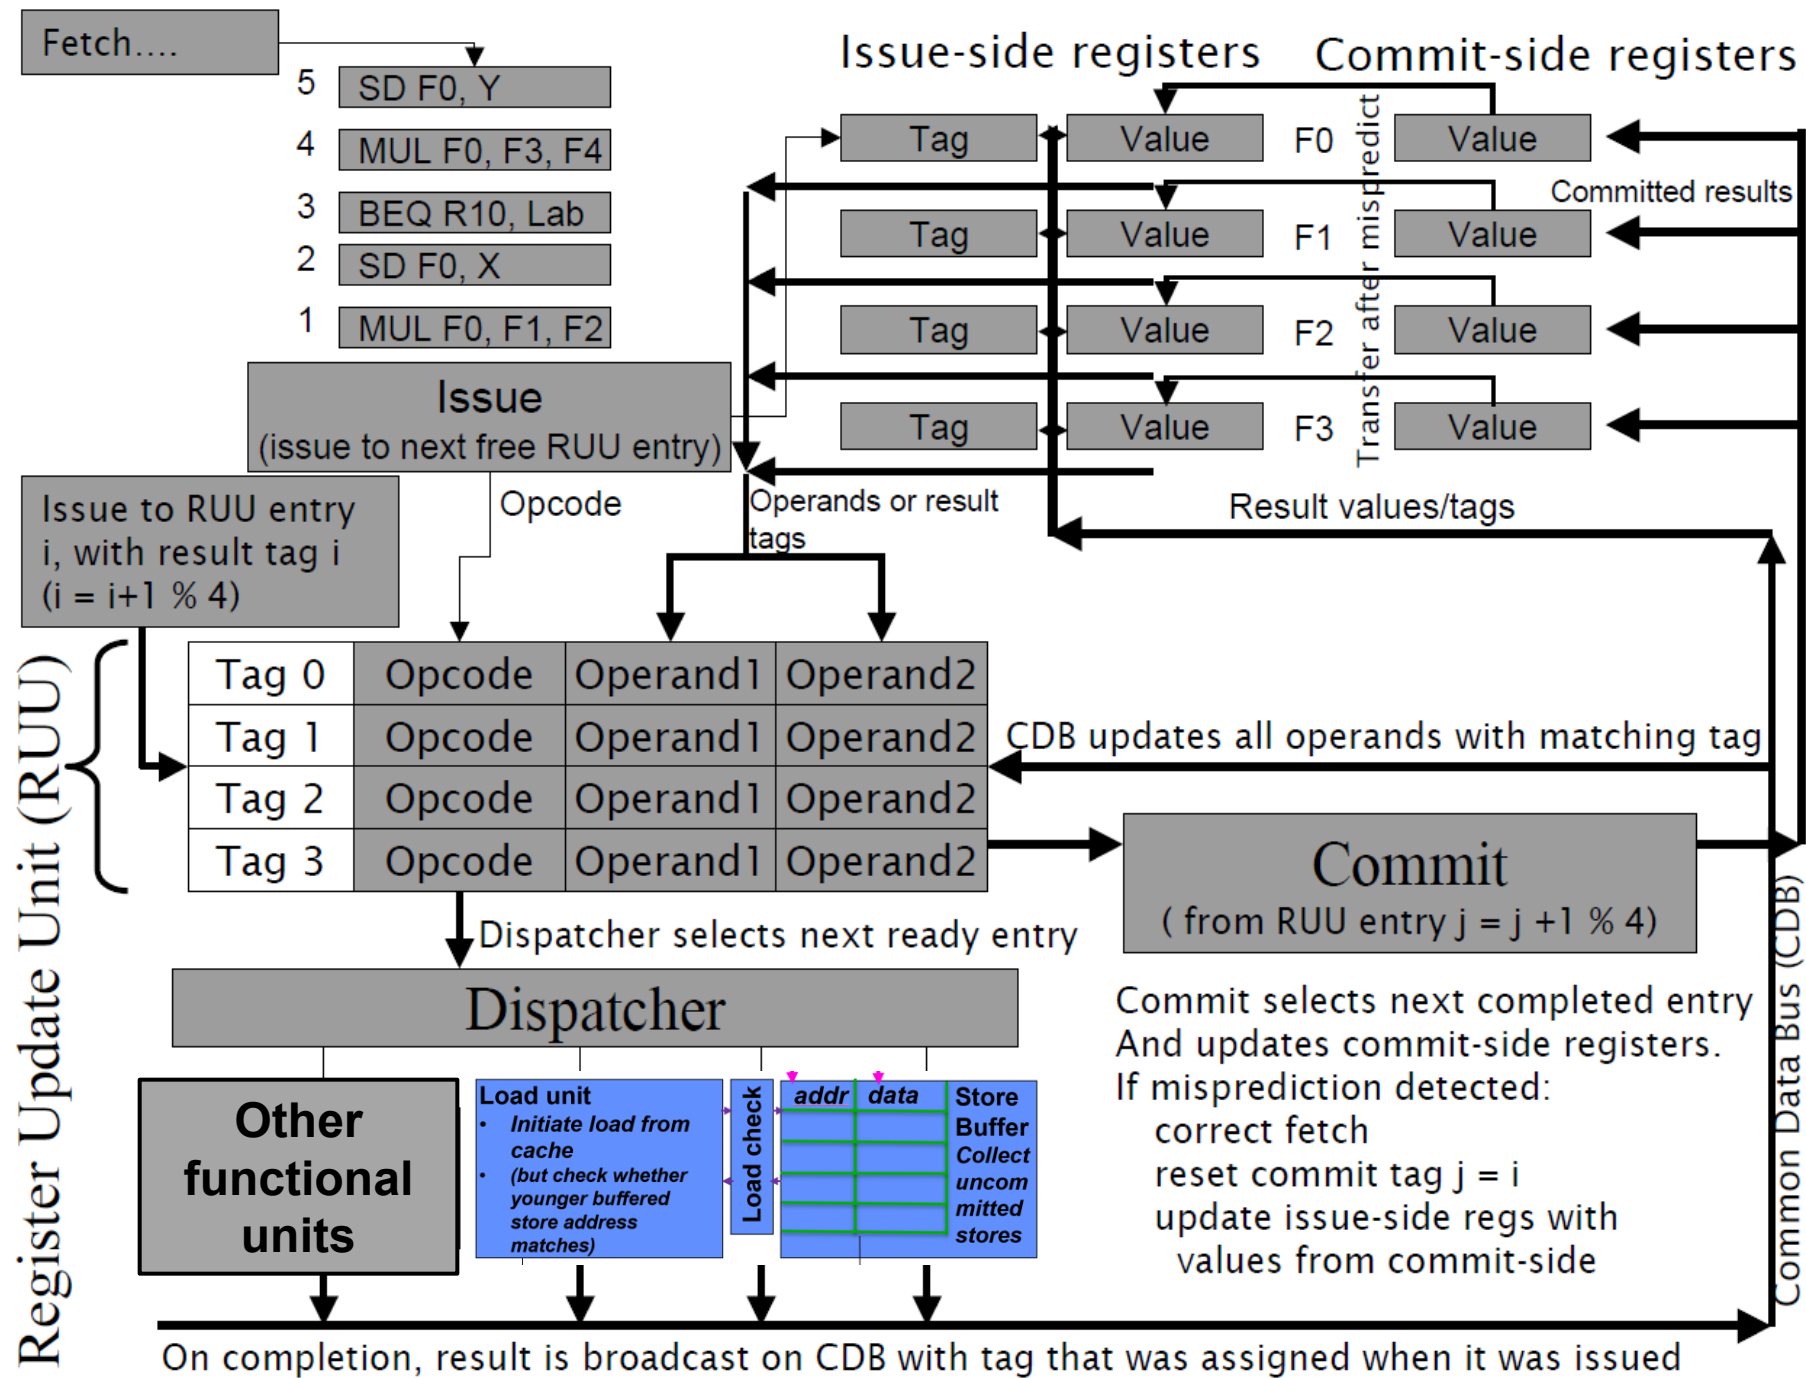 Fetch....
5 SD F0, Y
4 MUL F0, F3, F4
3 BEQ R10, Lab
2 SD F0, X
1 MUL F0, F1, F2
Issue
(issue to next free RUU entry)
Issue to RUU entry
i, with result tag i
(i = i+1 % 4)
Opcode
Operands or result
tags
Issue-side registers
Commit-side registers
Tag Value F0 Value
Tag Value F1 Value
Tag Value F2 Value
Tag Value F3 Value
Transfer after mispredict
Committed results
Result values/tags
Register Update Unit (RUU)
Tag 0 Opcode Operand1 Operand2
Tag 1 Opcode Operand1 Operand2
Tag 2 Opcode Operand1 Operand2
Tag 3 Opcode Operand1 Operand2
CDB updates all operands with matching tag
Commit
( from RUU entry j = j +1 % 4)
Dispatcher selects next ready entry
Dispatcher
Commit selects next completed entry
And updates commit-side registers.
If misprediction detected:
correct fetch
reset commit tag j = i
update issue-side regs with
values from commit-side
Common Data Bus (CDB)
Other
functional
units
Load unit
• Initiate load from
cache
• (but check whether
younger buffered
store address
matches)
Load check
addr data
Store
Buffer
Collect
uncom
mitted
stores
On completion, result is broadcast on CDB with tag that was assigned when it was issued